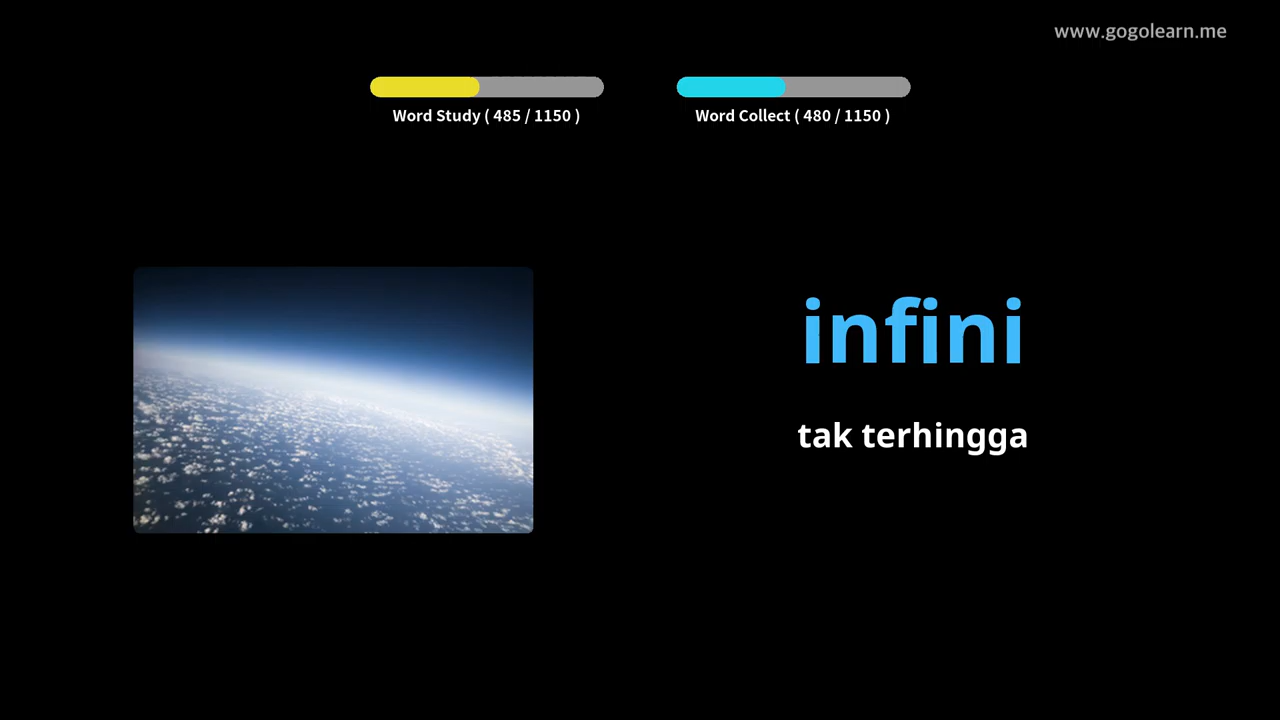 www.gogolearn.me
Word Study ( 485 / 1150 )
Word Collect ( 480 / 1150 )
infini
tak terhingga